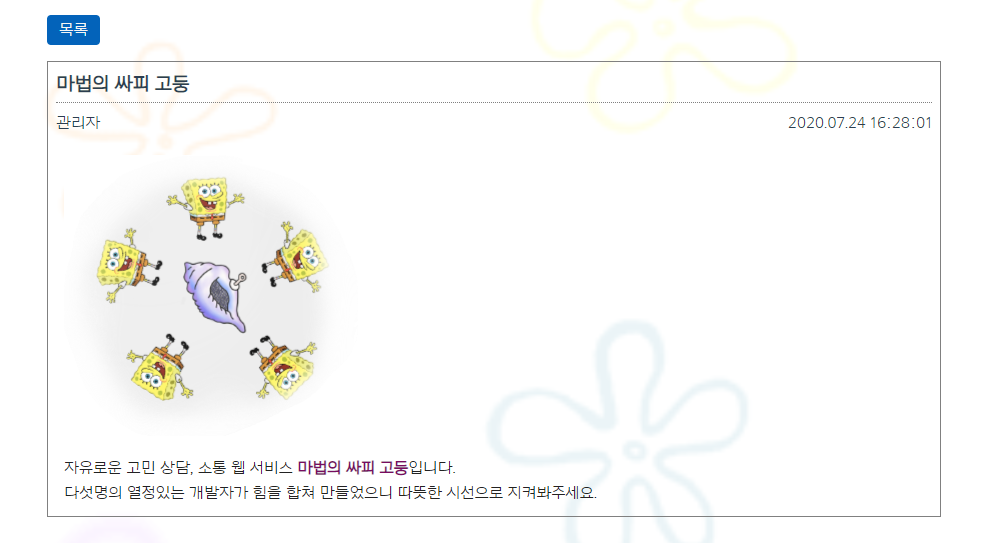 목록
마법의 싸피 고둥
관리자
2020.07.24 16:28:01
자유로운 고민 상담, 소통 웹 서비스 마법의 싸피 고둥입니다.
다섯명의 열정있는 개발자가 힘을 합쳐 만들었으니 따뜻한 시선으로 지켜봐주세요.